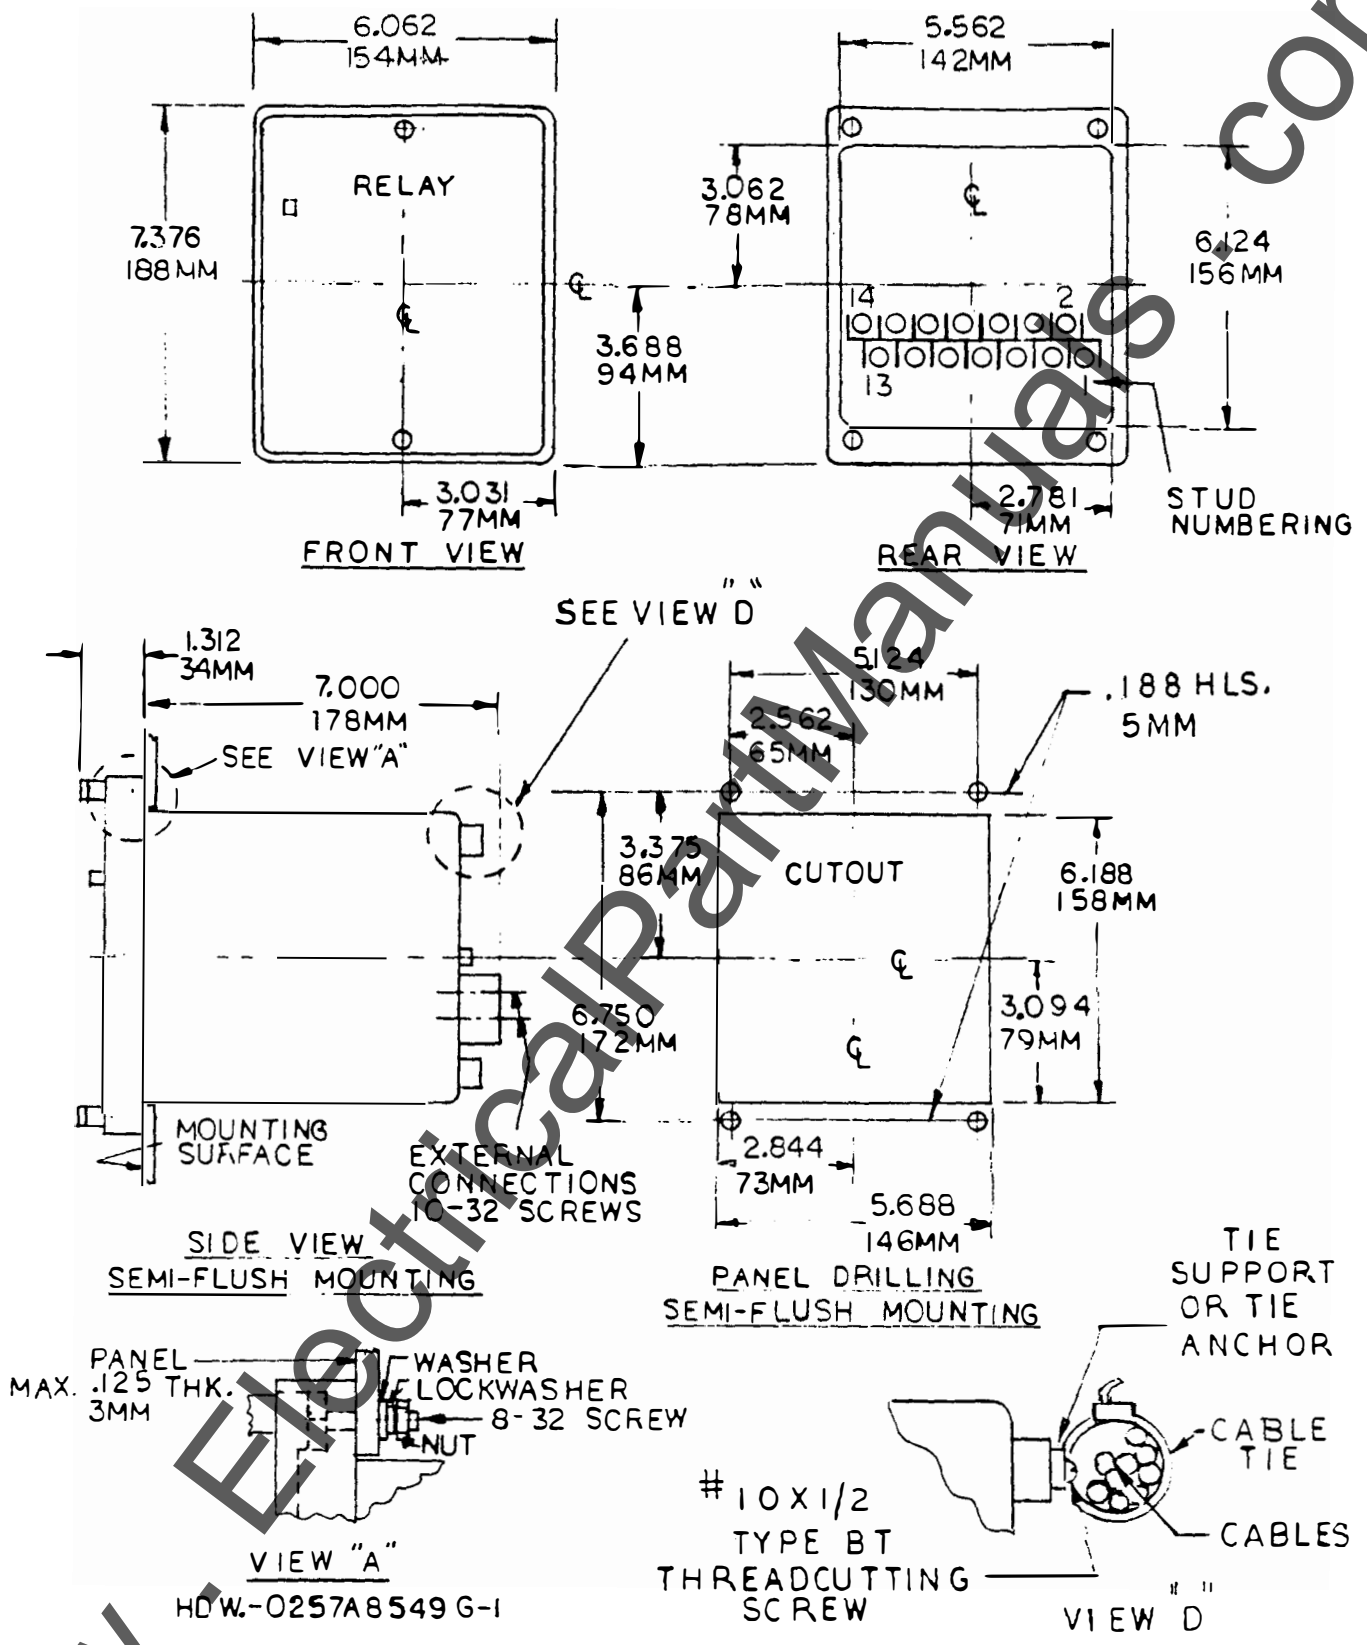 6.062
154MM
5.562
142MM
RELAY
℄
℄
7.376
188MM
3.688
94MM
3.031
77MM
FRONT VIEW
3.062
78MM
℄
6.124
156MM
14
2
13
1
2.781
71MM
STUD
NUMBERING
REAR VIEW
SEE VIEW "D"
1.312
34MM
7.000
178MM
SEE VIEW "A"
5.124
130MM
2.562
65MM
.188 HLS.
5MM
3.375
86MM
CUTOUT
6.188
158MM
℄
℄
6.750
172MM
3.094
79MM
MOUNTING
SURFACE
EXTERNAL
CONNECTIONS
10-32 SCREWS
2.844
73MM
5.688
146MM
SIDE VIEW
SEMI-FLUSH MOUNTING
PANEL DRILLING
SEMI-FLUSH MOUNTING
TIE
SUPPORT
OR TIE
ANCHOR
PANEL
MAX. .125 THK.
3MM
WASHER
LOCKWASHER
8-32 SCREW
NUT
VIEW "A"
HDW.-0257A8549 G-1
CABLE
TIE
CABLES
#10X1/2
TYPE BT
THREADCUTTING
SCREW
VIEW "D"
www.ElectricalPartManuals.com